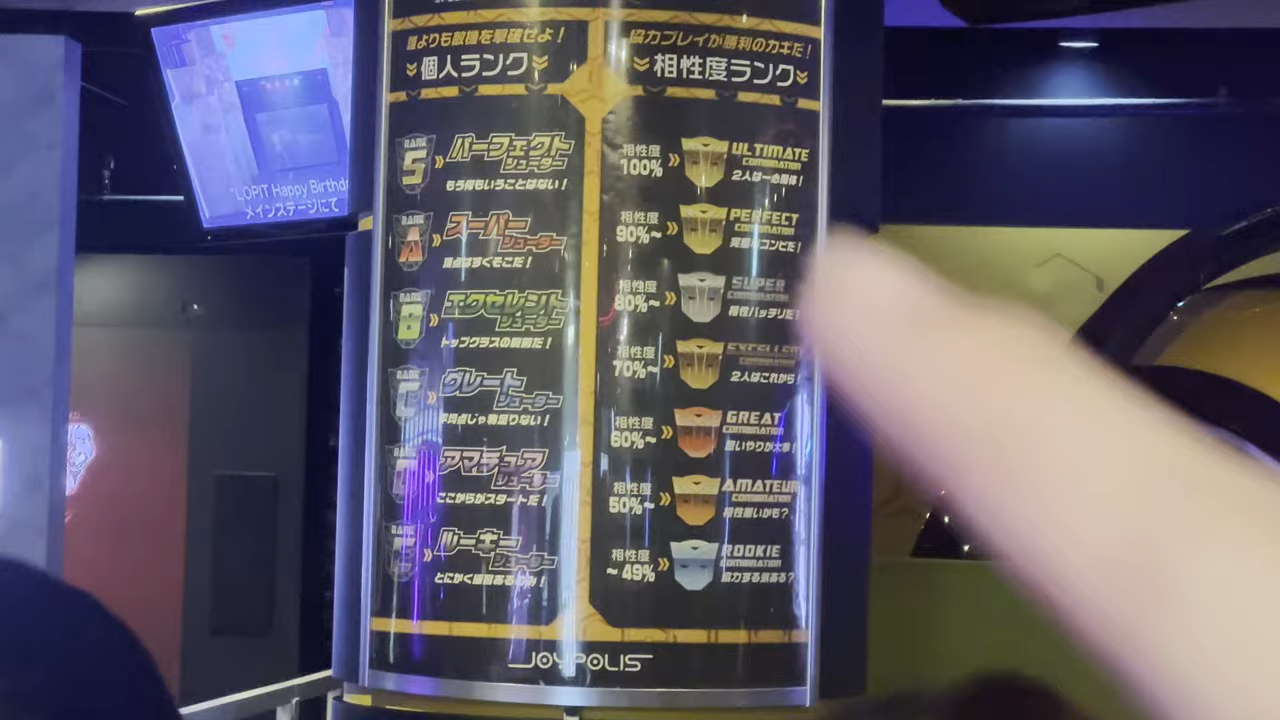 "LOPIT Happy Birthd
メインステージにて
誰よりも敵機を撃破せよ!
個人ランク
RANK S
パーフェクト
シューター
もう何もいうことはない!
RANK A
スーパー
シューター
頂点はすぐそこだ!
RANK B
エクセレント
シューター
トップクラスの腕前だ!
RANK C
グレート
シューター
平均点じゃ物足りない!
RANK D
アマチュア
シューター
ここからがスタートだ!
RANK E
ルーキー
シューター
とにかく練習あるのみ!
協力プレイが勝利のカギだ!
相性度ランク
相性度
100%
ULTIMATE
COMBINATION
2人は一心同体!
相性度
90%~
PERFECT
COMBINATION
完璧なコンビだ!
相性度
80%~
SUPER
COMBINATION
相性バッチリだ!
相性度
70%~
EXCELLEN
COMBINATION
2人はこれから!
相性度
60%~
GREAT
COMBINATION
思いやりが大事!
相性度
50%~
AMATEUR
COMBINATION
相性悪いかも?
相性度
~49%
ROOKIE
COMBINATION
協力する気ある?
JOYPOLIS